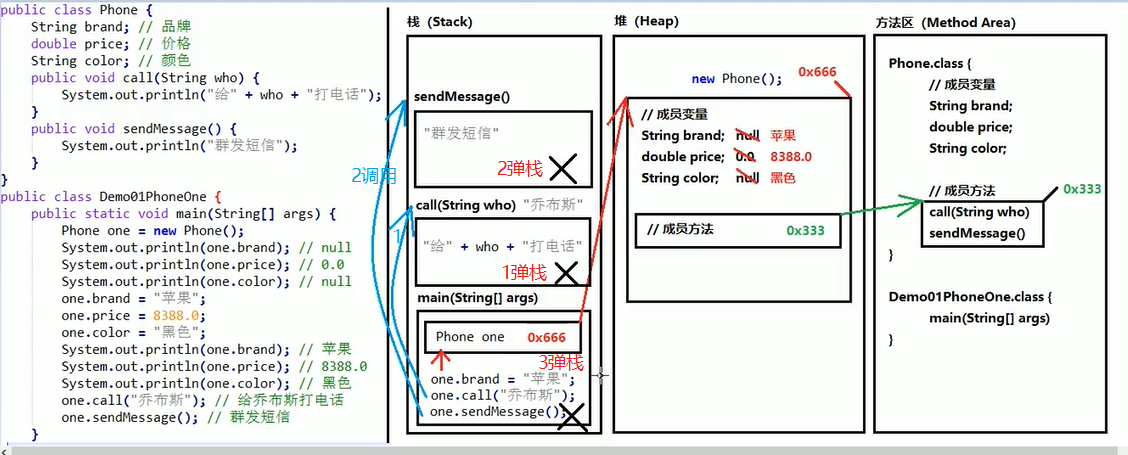 public class Phone {
String brand; // 品牌
double price; // 价格
String color; // 颜色
public void call(String who) {
System.out.println("给" + who + "打电话");
}
public void sendMessage() {
System.out.println("群发短信");
}
}
public class Demo01PhoneOne {
public static void main(String[] args) {
Phone one = new Phone();
System.out.println(one.brand); // null
System.out.println(one.price); // 0.0
System.out.println(one.color); // null
one.brand = "苹果";
one.price = 8388.0;
one.color = "黑色";
System.out.println(one.brand); // 苹果
System.out.println(one.price); // 8388.0
System.out.println(one.color); // 黑色
one.call("乔布斯"); // 给乔布斯打电话
one.sendMessage(); // 群发短信
}
栈（Stack）
sendMessage()
"群发短信"
2弹栈
2调用
call(String who) "乔布斯"
1
"给" + who + "打电话"
1弹栈
main(String[] args)
Phone one 0x666
3弹栈
one.brand = "苹果";
one.call("乔布斯");
one.sendMessage();
堆（Heap）
new Phone(); 0x666
// 成员变量
String brand; null 苹果
double price; 0.0 8388.0
String color; null 黑色
// 成员方法 0x333
方法区（Method Area）
Phone.class {
// 成员变量
String brand;
double price;
String color;
// 成员方法 0x333
call(String who)
sendMessage()
}
Demo01PhoneOne.class {
main(String[] args)
}